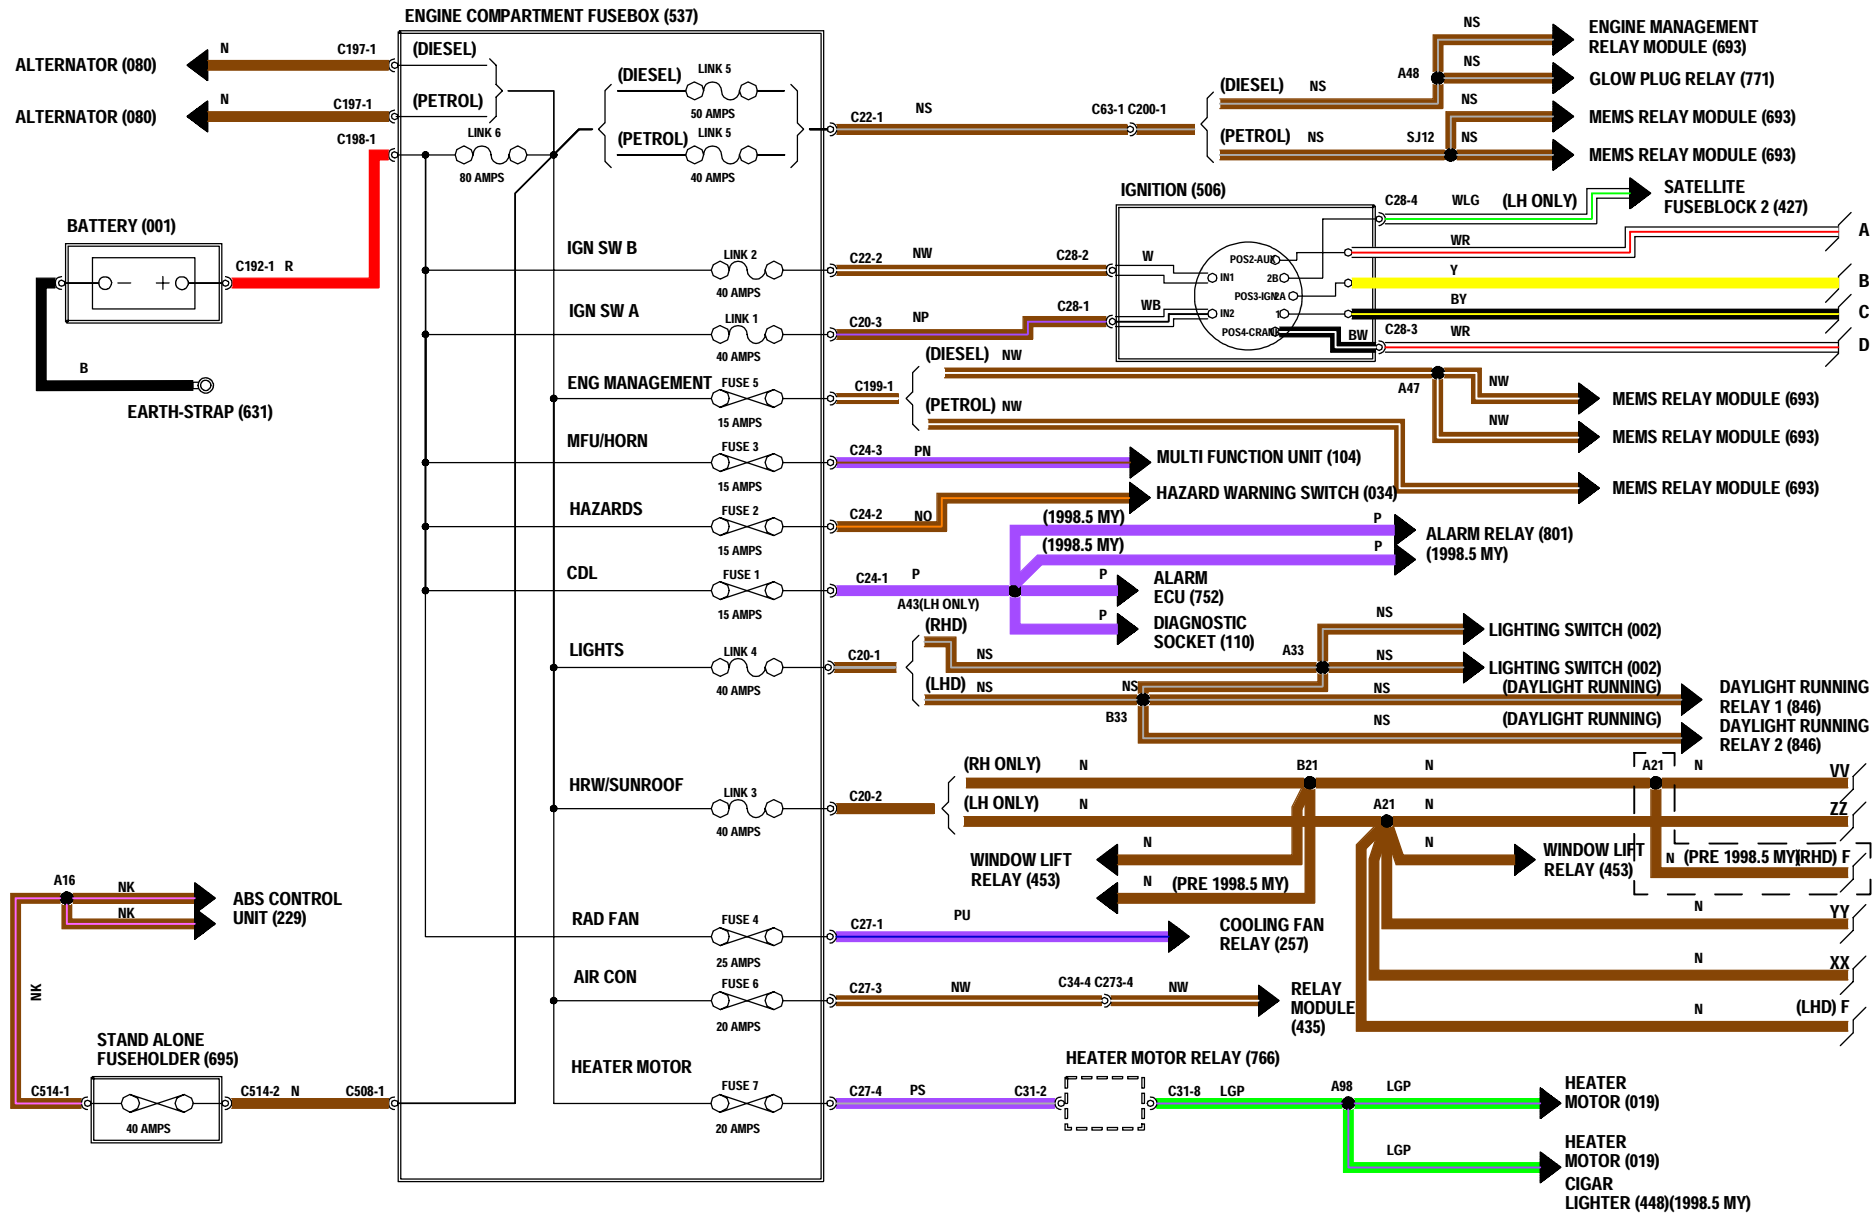 ENGINE COMPARTMENT FUSEBOX (537)
ALTERNATOR (080)
N
C197-1
(DIESEL)
ALTERNATOR (080)
N
C197-1
(PETROL)
C198-1
LINK 6
80 AMPS
(DIESEL)
LINK 5
50 AMPS
(PETROL)
LINK 5
40 AMPS
C22-1
NS
C63-1 C200-1
(DIESEL)
NS
(PETROL)
NS
A48
SJ12
NS
ENGINE MANAGEMENT
RELAY MODULE (693)
NS
GLOW PLUG RELAY (771)
NS
MEMS RELAY MODULE (693)
NS
MEMS RELAY MODULE (693)
BATTERY (001)
C192-1 R
B
EARTH-STRAP (631)
IGNITION (506)
C28-4
WLG
(LH ONLY)
SATELLITE
FUSEBLOCK 2 (427)
WR
A
Y
B
BY
C
C28-3
WR
D
POS2-AUX
2B
POS3-IGN
2A
1
POS4-CRANK
BW
IN1
IN2
W
WB
IGN SW B
LINK 2
40 AMPS
C22-2
NW
C28-2
IGN SW A
LINK 1
40 AMPS
C20-3
NP
C28-1
ENG MANAGEMENT
FUSE 5
15 AMPS
C199-1
(DIESEL)
NW
(PETROL)
NW
A47
NW
MEMS RELAY MODULE (693)
NW
MEMS RELAY MODULE (693)
MEMS RELAY MODULE (693)
MFU/HORN
FUSE 3
15 AMPS
C24-3
PN
MULTI FUNCTION UNIT (104)
HAZARDS
FUSE 2
15 AMPS
C24-2
NO
HAZARD WARNING SWITCH (034)
CDL
FUSE 1
15 AMPS
C24-1
P
A43(LH ONLY)
(1998.5 MY)
P
(1998.5 MY)
P
ALARM RELAY (801)
(1998.5 MY)
P
ALARM
ECU (752)
P
DIAGNOSTIC
SOCKET (110)
LIGHTS
LINK 4
40 AMPS
C20-1
(RHD)
NS
(LHD)
NS
NS
A33
B33
NS
LIGHTING SWITCH (002)
NS
LIGHTING SWITCH (002)
NS
(DAYLIGHT RUNNING)
DAYLIGHT RUNNING
RELAY 1 (846)
NS
(DAYLIGHT RUNNING)
DAYLIGHT RUNNING
RELAY 2 (846)
HRW/SUNROOF
LINK 3
40 AMPS
C20-2
(RH ONLY)
N
B21
N
A21
N
VV
(LH ONLY)
N
A21
N
ZZ
N
WINDOW LIFT
RELAY (453)
N
(PRE 1998.5 MY)
N
WINDOW LIFT
RELAY (453)
N
(PRE 1998.5 MY)
(RHD) F
N
YY
N
XX
N
(LHD) F
A16
NK
NK
ABS CONTROL
UNIT (229)
NK
RAD FAN
FUSE 4
25 AMPS
C27-1
PU
COOLING FAN
RELAY (257)
AIR CON
FUSE 6
20 AMPS
C27-3
NW
C34-4 C273-4
NW
RELAY
MODULE
(435)
STAND ALONE
FUSEHOLDER (695)
C514-1
40 AMPS
C514-2
N
C508-1
HEATER MOTOR
FUSE 7
20 AMPS
C27-4
PS
C31-2
HEATER MOTOR RELAY (766)
C31-8
LGP
A98
LGP
HEATER
MOTOR (019)
LGP
HEATER
MOTOR (019)
CIGAR
LIGHTER (448)(1998.5 MY)